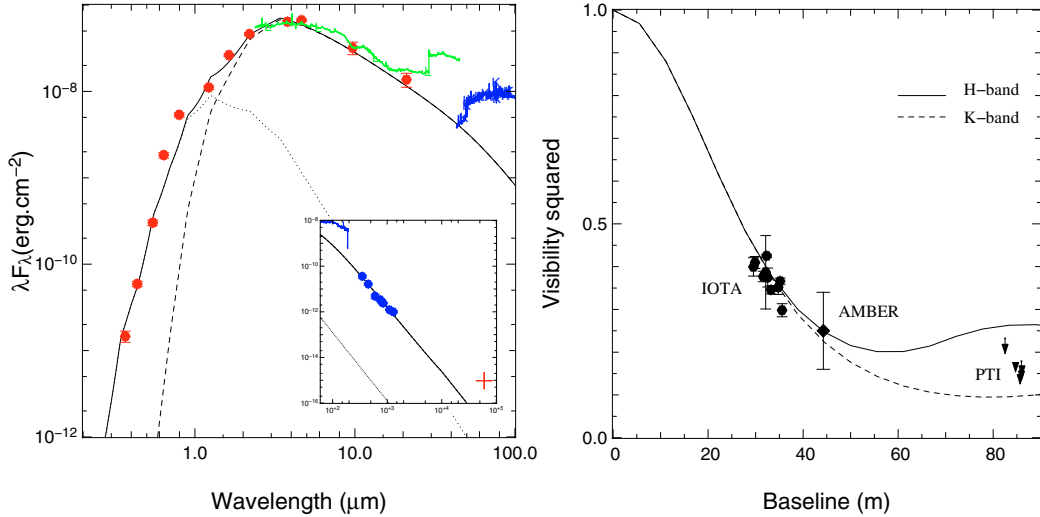 10⁻⁸
10⁻¹⁰
10⁻¹²
1.0
10.0
100.0
λFλ(erg.cm⁻²)
Wavelength (μm)
10⁻⁸
10⁻¹⁰
10⁻¹²
10⁻¹⁴
10⁻¹⁶
10⁻²
10⁻³
10⁻⁴
10⁻⁵
1.0
0.5
0.0
0
20
40
60
80
Visibility squared
Baseline (m)
H−band
K−band
IOTA
AMBER
PTI